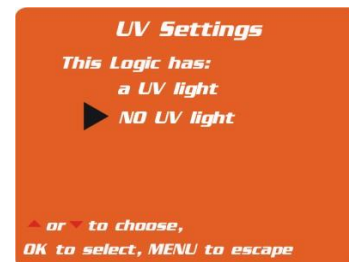 UV Settings
This Logic has:
a UV light
NO UV light
or to choose,
OK to select, MENU to escape